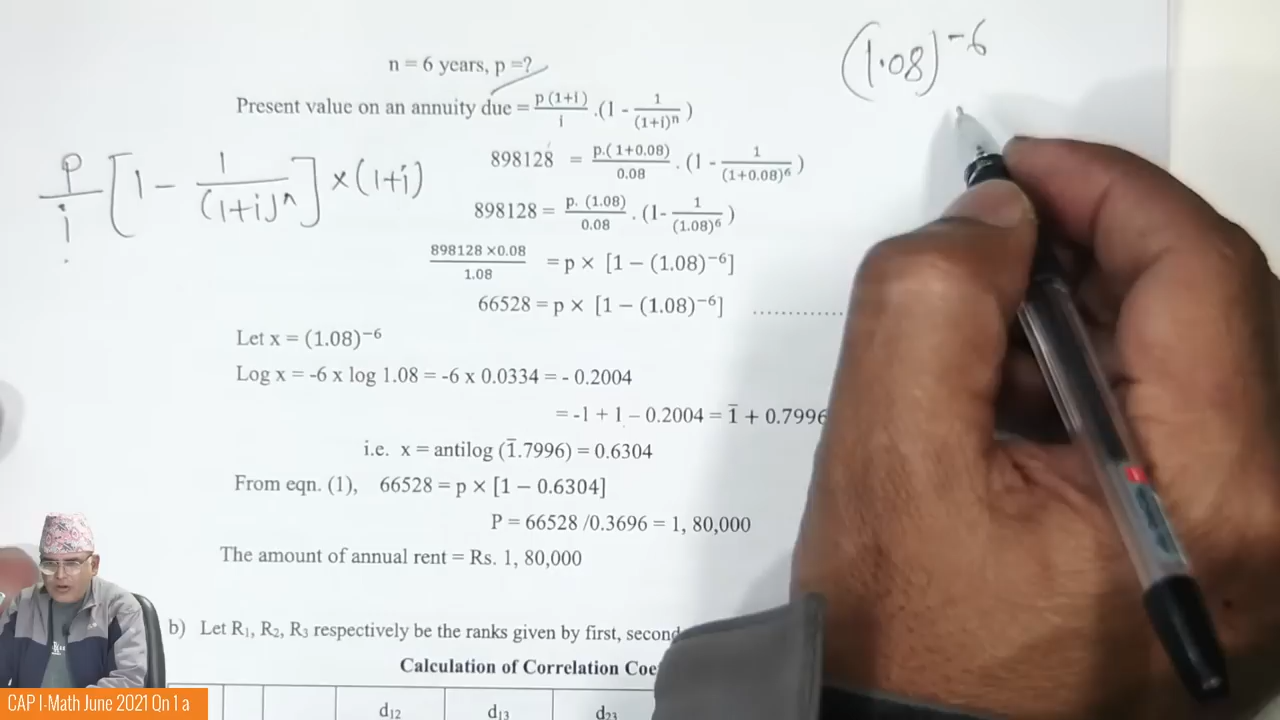 (1.08)⁻⁶
n = 6 years, p =?
Present value on an annuity due = p (1+i)/i .(1 - 1/(1+i)ⁿ )
p/i [1 - 1/(1+i)ⁿ] × (1+i)
898128 = p.( 1+0.08)/0.08 . (1 - 1/(1+0.08)⁶ )
898128 = p. (1.08)/0.08 . (1- 1/(1.08)⁶ )
898128 ×0.08/1.08 = p × [1 − (1.08)⁻⁶]
66528 = p × [1 − (1.08)⁻⁶] ..............
Let x = (1.08)⁻⁶
Log x = -6 x log 1.08 = -6 x 0.0334 = - 0.2004
= -1 + 1 – 0.2004 = 1̅ + 0.7996
i.e. x = antilog (1̅.7996) = 0.6304
From eqn. (1), 66528 = p × [1 − 0.6304]
P = 66528 /0.3696 = 1, 80,000
The amount of annual rent = Rs. 1, 80,000
b) Let R₁, R₂, R₃ respectively be the ranks given by first,
Calculation of Correlation
d₁₂ d₁₃ d₂₃
CAP I-Math June 2021 Qn 1 a